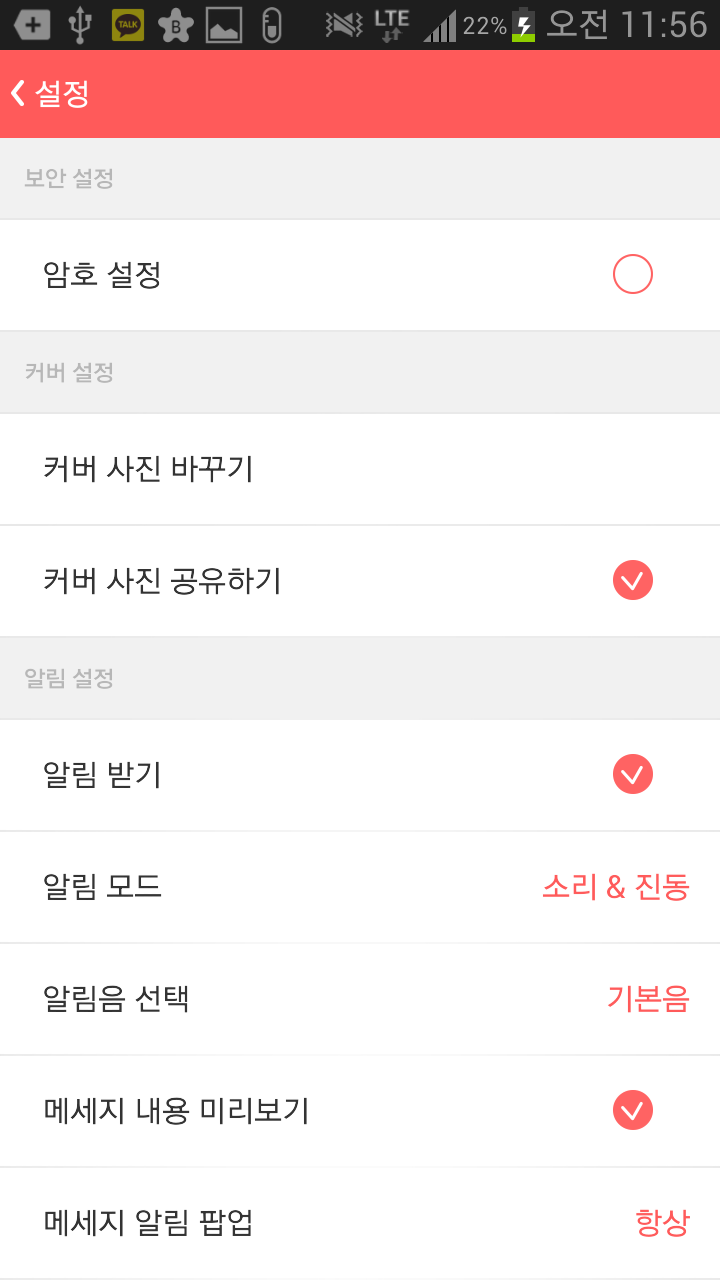 TALK B LTE 22% 오전 11:56
설정
보안 설정
암호 설정
커버 설정
커버 사진 바꾸기
커버 사진 공유하기
알림 설정
알림 받기
알림 모드 소리 & 진동
알림음 선택 기본음
메세지 내용 미리보기
메세지 알림 팝업 항상